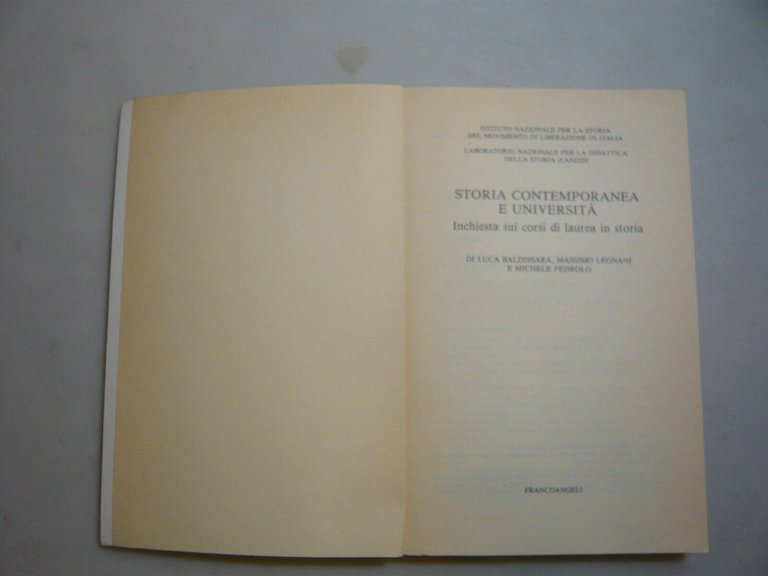 ISTITUTO NAZIONALE PER LA STORIA
DEL MOVIMENTO DI LIBERAZIONE IN ITALIA
LABORATORIO NAZIONALE PER LA DIDATTICA
DELLA STORIA (LANDIS)
STORIA CONTEMPORANEA
E UNIVERSITÀ
Inchiesta sui corsi di laurea in storia
DI LUCA BALDISSARA, MASSIMO LEGNANI
E MICHELE PEDROLO
FRANCOANGELI